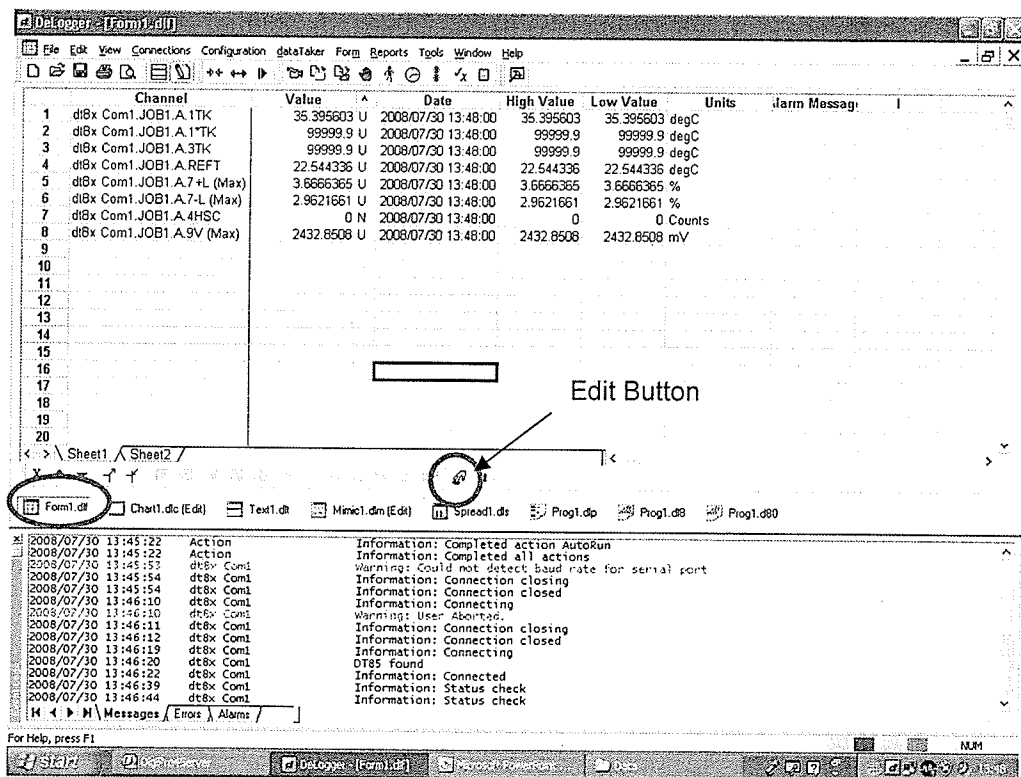 DeLogger - [Form1.dlf]
File Edit View Connections Configuration dataTaker Form Reports Tools Window Help
Channel Value ^ Date High Value Low Value Units
1 dt8x Com1.JOB1.A.1TK 35.395603 U 2008/07/30 13:48:00 35.395603 35.395603 degC
2 dt8x Com1.JOB1.A.1"TK 99999.9 U 2008/07/30 13:48:00 99999.9 99999.9 degC
3 dt8x Com1.JOB1.A.3TK 99999.9 U 2008/07/30 13:48:00 99999.9 99999.9 degC
4 dt8x Com1.JOB1.A.REFT 22.544336 U 2008/07/30 13:48:00 22.544336 22.544336 degC
5 dt8x Com1.JOB1.A.7+L (Max) 3.6666365 U 2008/07/30 13:48:00 3.6666365 3.6666365 %
6 dt8x Com1.JOB1.A.7-L (Max) 2.9621661 U 2008/07/30 13:48:00 2.9621661 2.9621661 %
7 dt8x Com1.JOB1.A.4HSC 0 N 2008/07/30 13:48:00 0 0 Counts
8 dt8x Com1.JOB1.A.9V (Max) 2432.8508 U 2008/07/30 13:48:00 2432.8508 2432.8508 mV
9
10
11
12
13
14
15
16
17
18
19
20
Edit Button
Sheet1 Sheet2
Form1.dlf Chart1.dlc (Edit) Text1.dlt Mimic1.dlm (Edit) Spread1.dls Prog1.dlp Prog1.dl8 Prog1.d80
2008/07/30 13:45:22 Action Information: Completed action AutoRun
2008/07/30 13:45:22 Action Information: Completed all actions
2008/07/30 13:45:53 dt8x Com1 Warning: Could not detect baud rate for serial port
2008/07/30 13:45:54 dt8x Com1 Information: Connection closing
2008/07/30 13:45:54 dt8x Com1 Information: Connection closed
2008/07/30 13:46:10 dt8x Com1 Information: Connecting
2008/07/30 13:46:10 dt8x Com1 Warning: User Aborted.
2008/07/30 13:46:11 dt8x Com1 Information: Connection closing
2008/07/30 13:46:12 dt8x Com1 Information: Connection closed
2008/07/30 13:46:19 dt8x Com1 Information: Connecting
2008/07/30 13:46:20 dt8x Com1 DT85 found
2008/07/30 13:46:22 dt8x Com1 Information: Connected
2008/07/30 13:46:39 dt8x Com1 Information: Status check
2008/07/30 13:46:44 dt8x Com1 Information: Status check
Messages Errors Alarms
For Help, press F1
NUM
Start DeLogger - [Form1.dlf] Docs